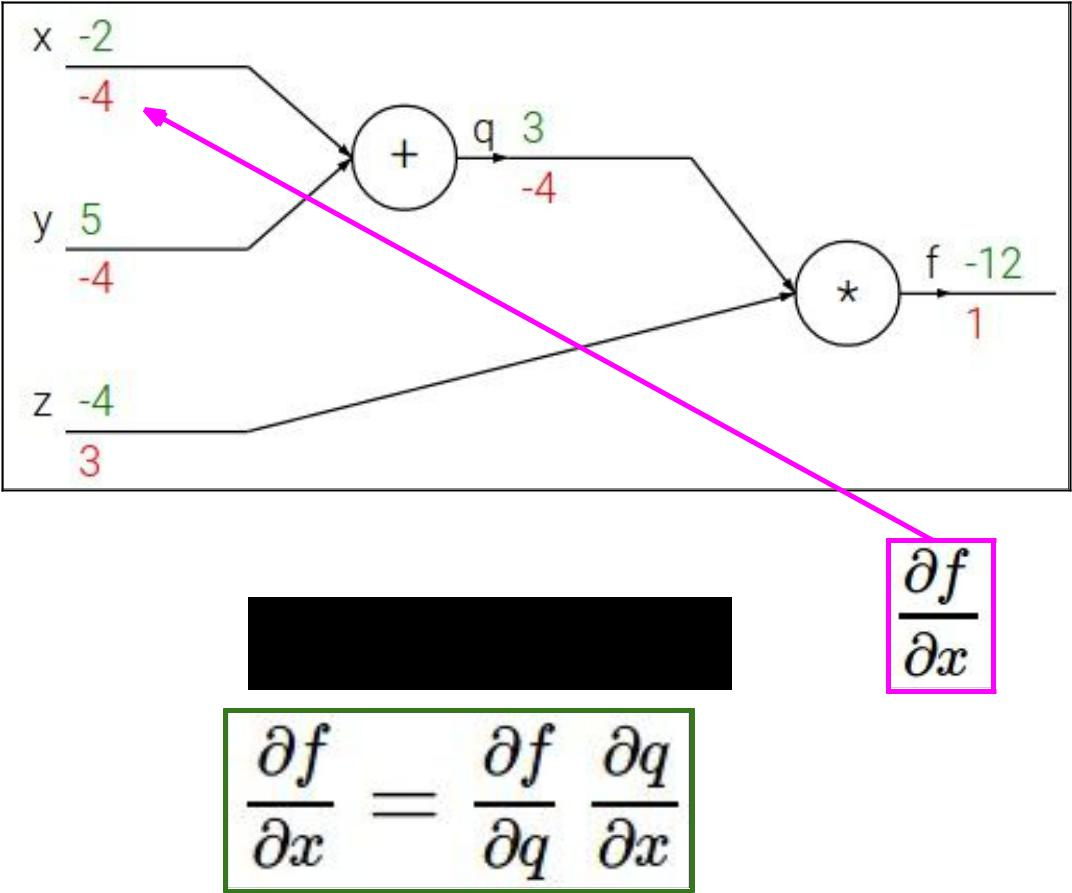 x -2
-4
+
q 3
-4
y 5
-4
*
f -12
1
z -4
3
∂f
∂x
∂f/∂x = ∂f/∂q ∂q/∂x